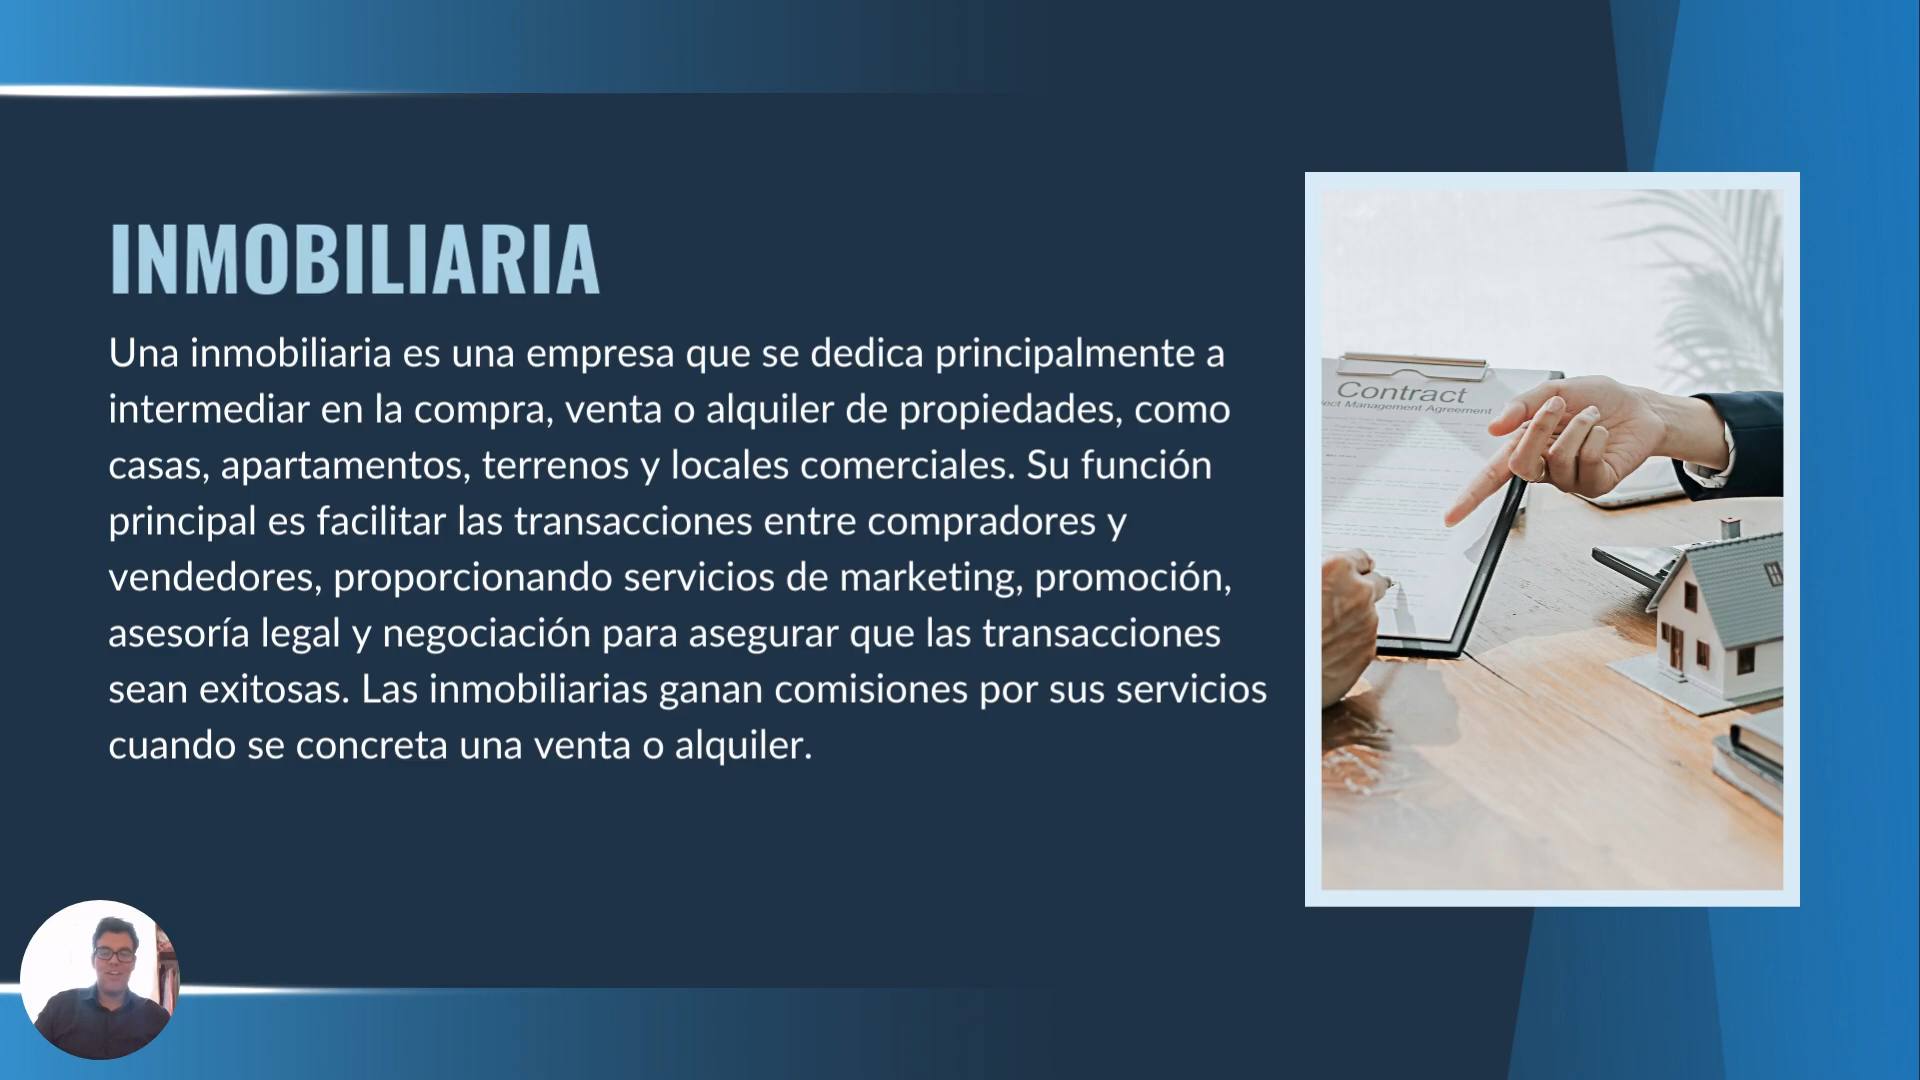 INMOBILIARIA
Una inmobiliaria es una empresa que se dedica principalmente a
intermediar en la compra, venta o alquiler de propiedades, como
casas, apartamentos, terrenos y locales comerciales. Su función
principal es facilitar las transacciones entre compradores y
vendedores, proporcionando servicios de marketing, promoción,
asesoría legal y negociación para asegurar que las transacciones
sean exitosas. Las inmobiliarias ganan comisiones por sus servicios
cuando se concreta una venta o alquiler.
Contract
Management Agreement